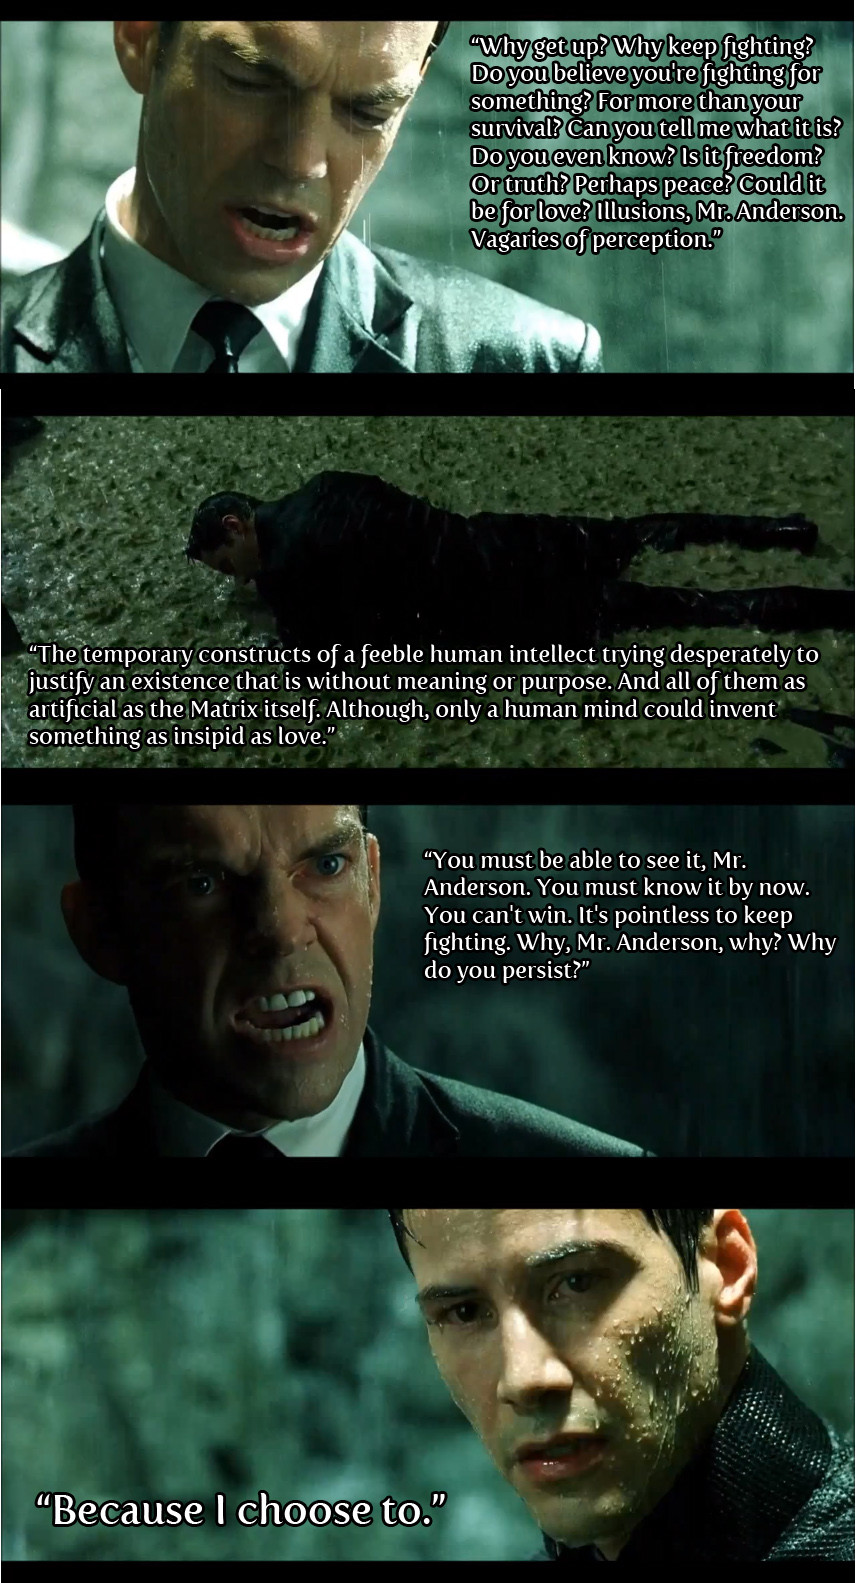 “Why get up? Why keep fighting?
Do you believe you're fighting for
something? For more than your
survival? Can you tell me what it is?
Do you even know? Is it freedom?
Or truth? Perhaps peace? Could it
be for love? Illusions, Mr. Anderson.
Vagaries of perception.”
“The temporary constructs of a feeble human intellect trying desperately to
justify an existence that is without meaning or purpose. And all of them as
artificial as the Matrix itself. Although, only a human mind could invent
something as insipid as love.”
“You must be able to see it, Mr.
Anderson. You must know it by now.
You can't win. It's pointless to keep
fighting. Why, Mr. Anderson, why? Why
do you persist?”
“Because I choose to.”